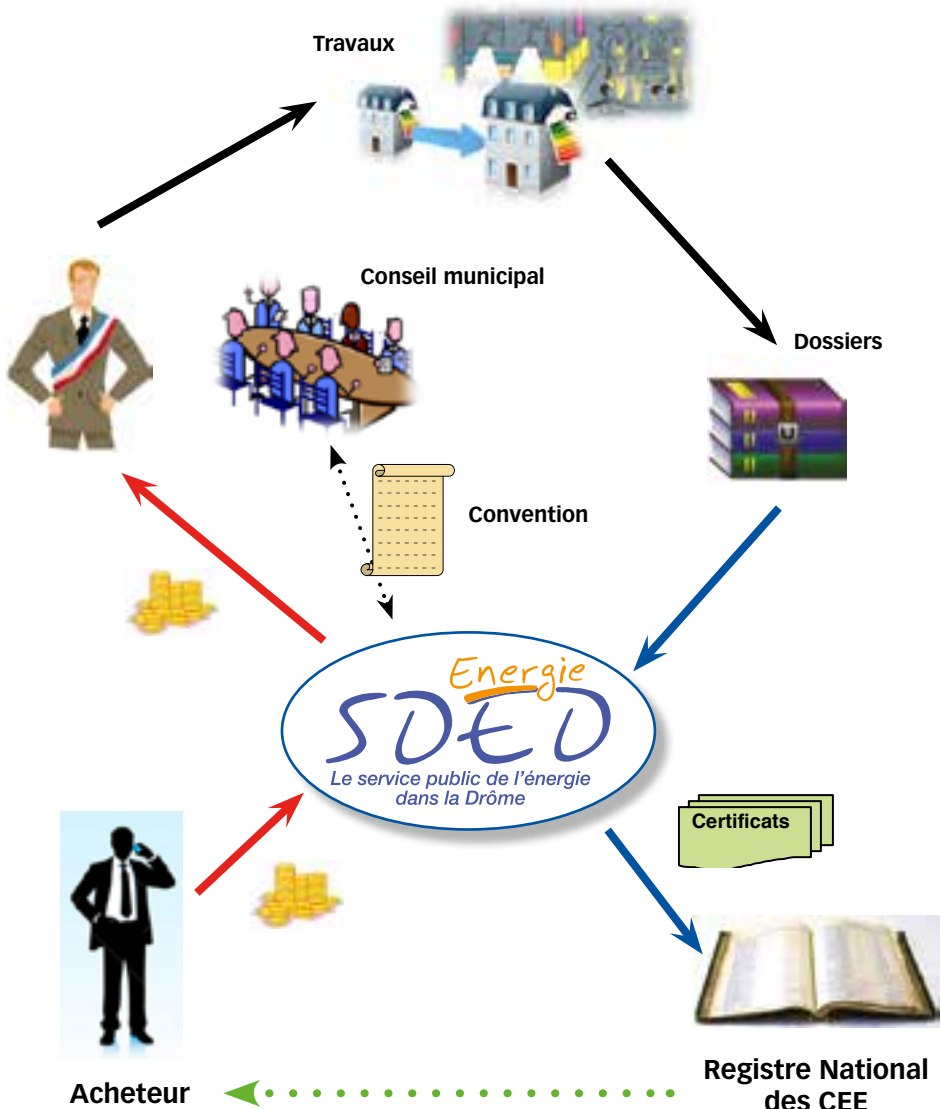 Travaux
Conseil municipal
Dossiers
Convention
Energie
SDED
Le service public de l'énergie
dans la Drôme
Certificats
Acheteur
Registre National
des CEE